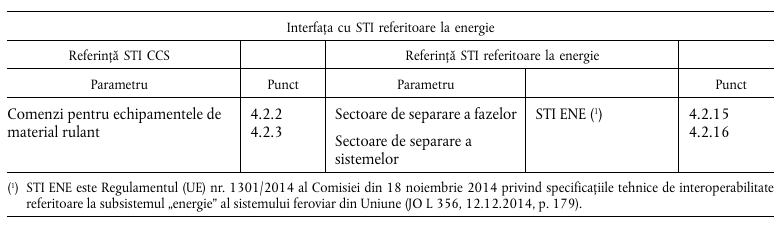 Interfața cu STI referitoare la energie
Referință STI CCS Referință STI referitoare la energie
Parametru Punct Parametru Punct
Comenzi pentru echipamentele de material rulant 4.2.2 4.2.3 Sectoare de separare a fazelor STI ENE (¹) 4.2.15 4.2.16
Sectoare de separare a sistemelor
(¹) STI ENE este Regulamentul (UE) nr. 1301/2014 al Comisiei din 18 noiembrie 2014 privind specificațiile tehnice de interoperabilitate
referitoare la subsistemul „energie” al sistemului feroviar din Uniune (JO L 356, 12.12.2014, p. 179).